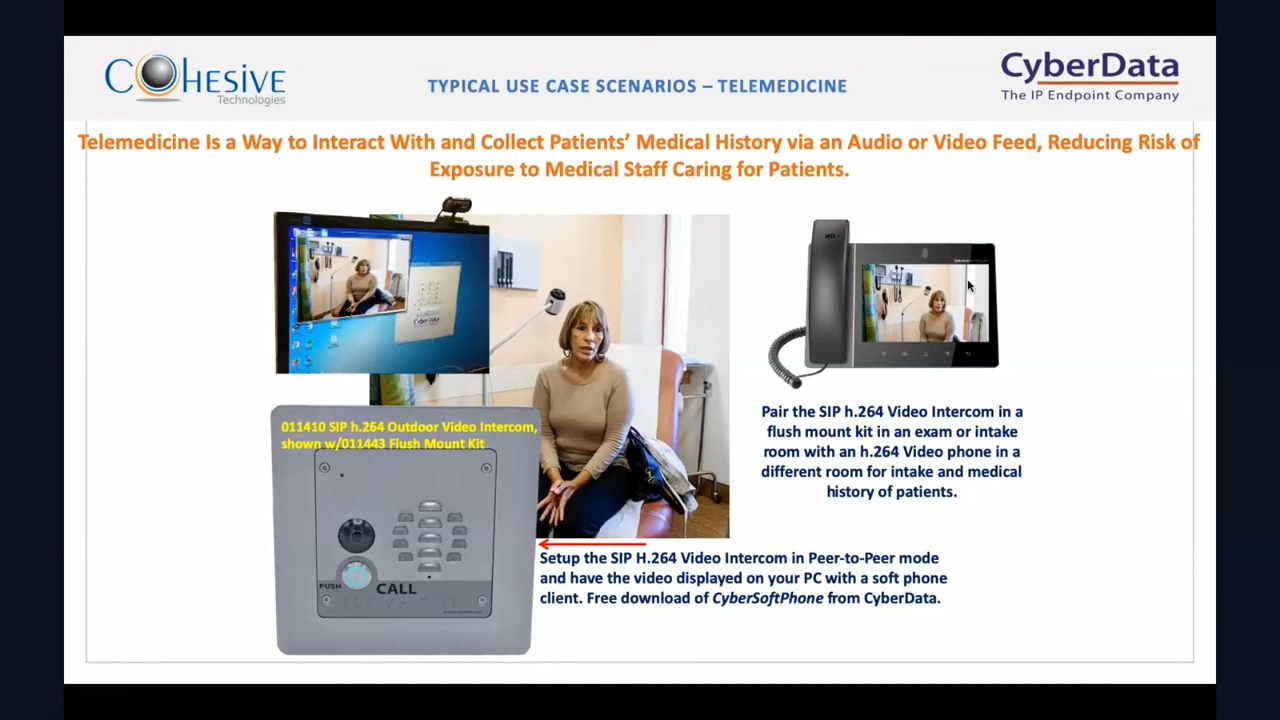 COHESIVE
Technologies
TYPICAL USE CASE SCENARIOS – TELEMEDICINE
CyberData
The IP Endpoint Company
Telemedicine Is a Way to Interact With and Collect Patients’ Medical History via an Audio or Video Feed, Reducing Risk of
Exposure to Medical Staff Caring for Patients.
CyberData
011410 SIP h.264 Outdoor Video Intercom,
shown w/011443 Flush Mount Kit
PUSH
CALL
Pair the SIP h.264 Video Intercom in a
flush mount kit in an exam or intake
room with an h.264 Video phone in a
different room for intake and medical
history of patients.
Setup the SIP H.264 Video Intercom in Peer-to-Peer mode
and have the video displayed on your PC with a soft phone
client. Free download of CyberSoftPhone from CyberData.